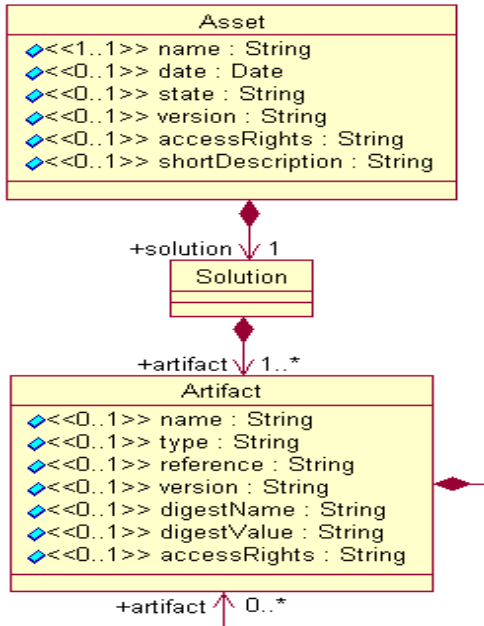 Asset
<<1..1>> name : String
<<0..1>> date : Date
<<0..1>> state : String
<<0..1>> version : String
<<0..1>> accessRights : String
<<0..1>> shortDescription : String
+solution 1
Solution
+artifact 1..*
Artifact
<<0..1>> name : String
<<0..1>> type : String
<<0..1>> reference : String
<<0..1>> version : String
<<0..1>> digestName : String
<<0..1>> digestValue : String
<<0..1>> accessRights : String
+artifact 0..*